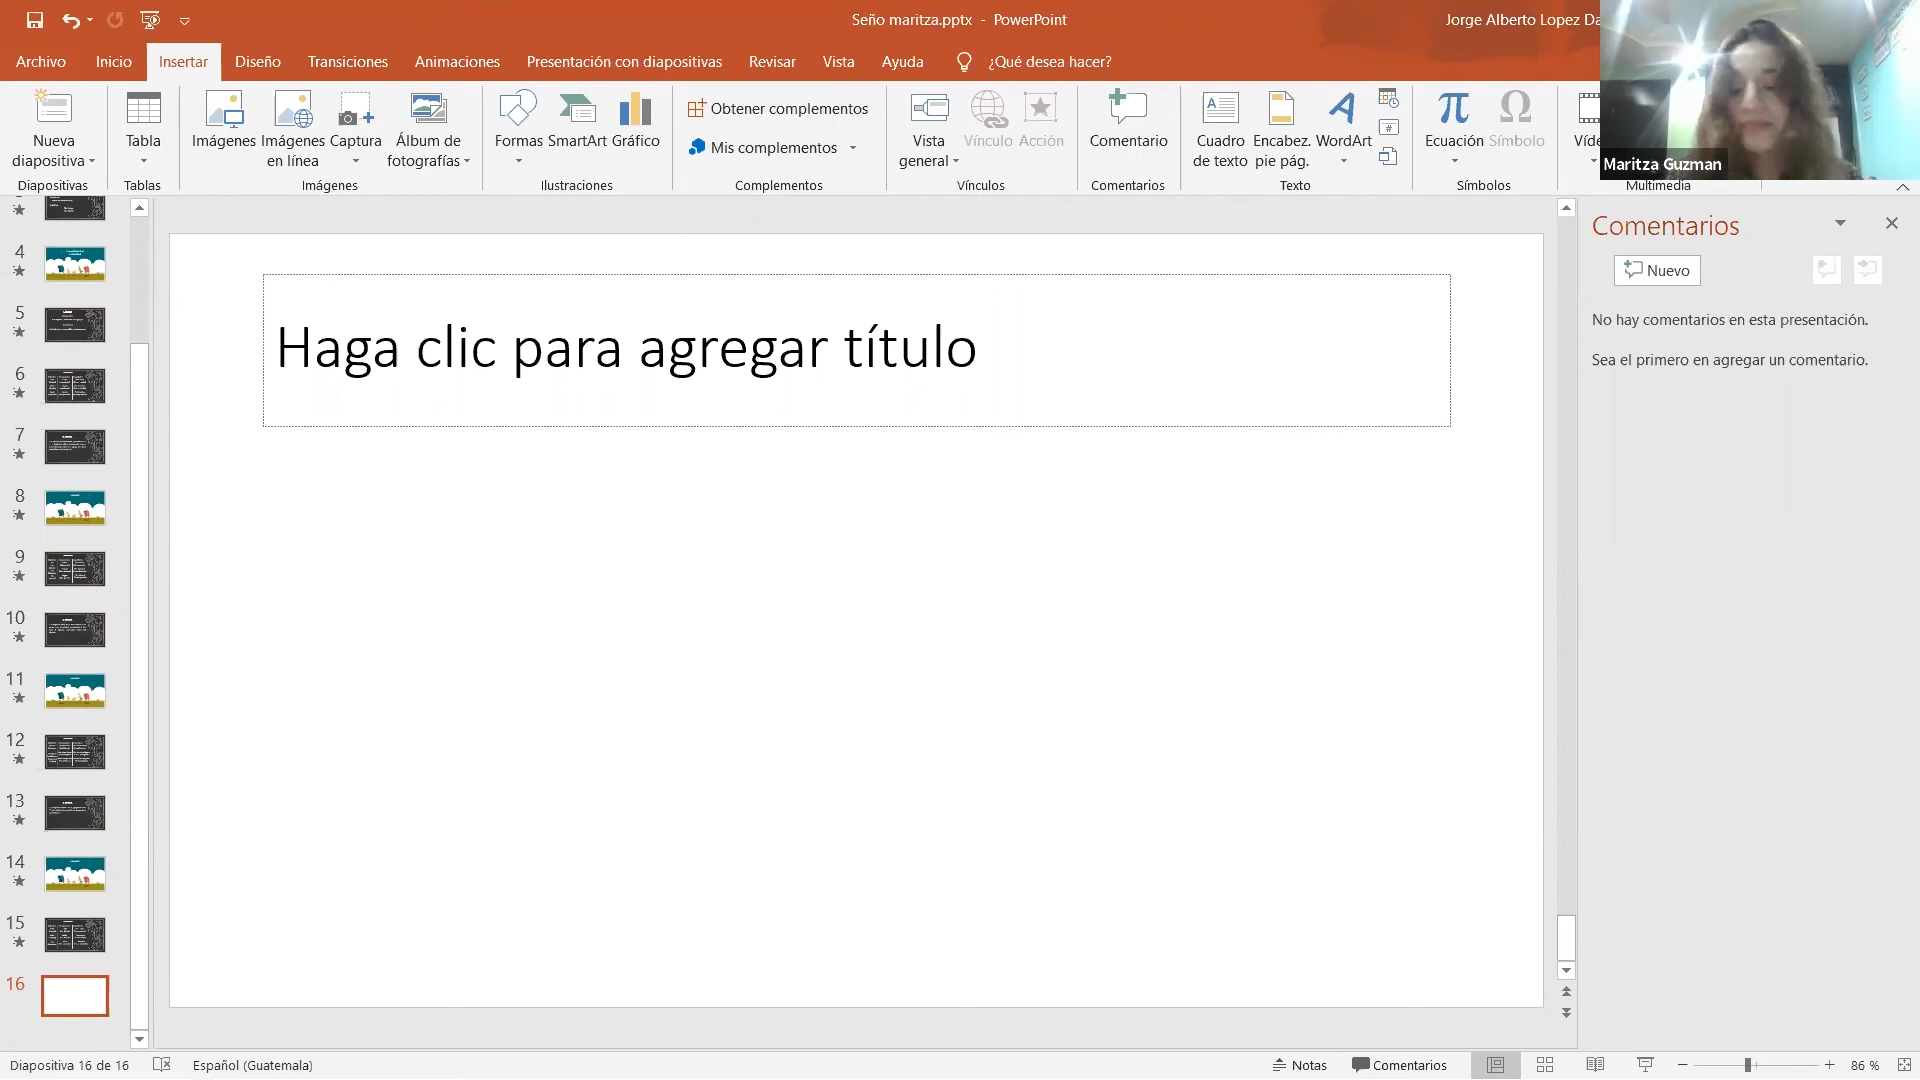 Seño maritza.pptx - PowerPoint
Jorge Alberto Lopez Da
Archivo Inicio Insertar Diseño Transiciones Animaciones Presentación con diapositivas Revisar Vista Ayuda ¿Qué desea hacer?
Nueva diapositiva
Tabla
Imágenes
Imágenes en línea
Captura
Álbum de fotografías
Formas
SmartArt
Gráfico
Obtener complementos
Mis complementos
Vista general
Vínculo
Acción
Comentario
Cuadro de texto
Encabez. pie pág.
WordArt
Ecuación
Símbolo
Víde
Maritza Guzman
Diapositivas Tablas Imágenes Ilustraciones Complementos Vínculos Comentarios Texto Símbolos Multimedia
4
5
6
7
8
9
10
11
12
13
14
15
16
Haga clic para agregar título
Comentarios
Nuevo
No hay comentarios en esta presentación.
Sea el primero en agregar un comentario.
Diapositiva 16 de 16 Español (Guatemala) Notas Comentarios 86 %